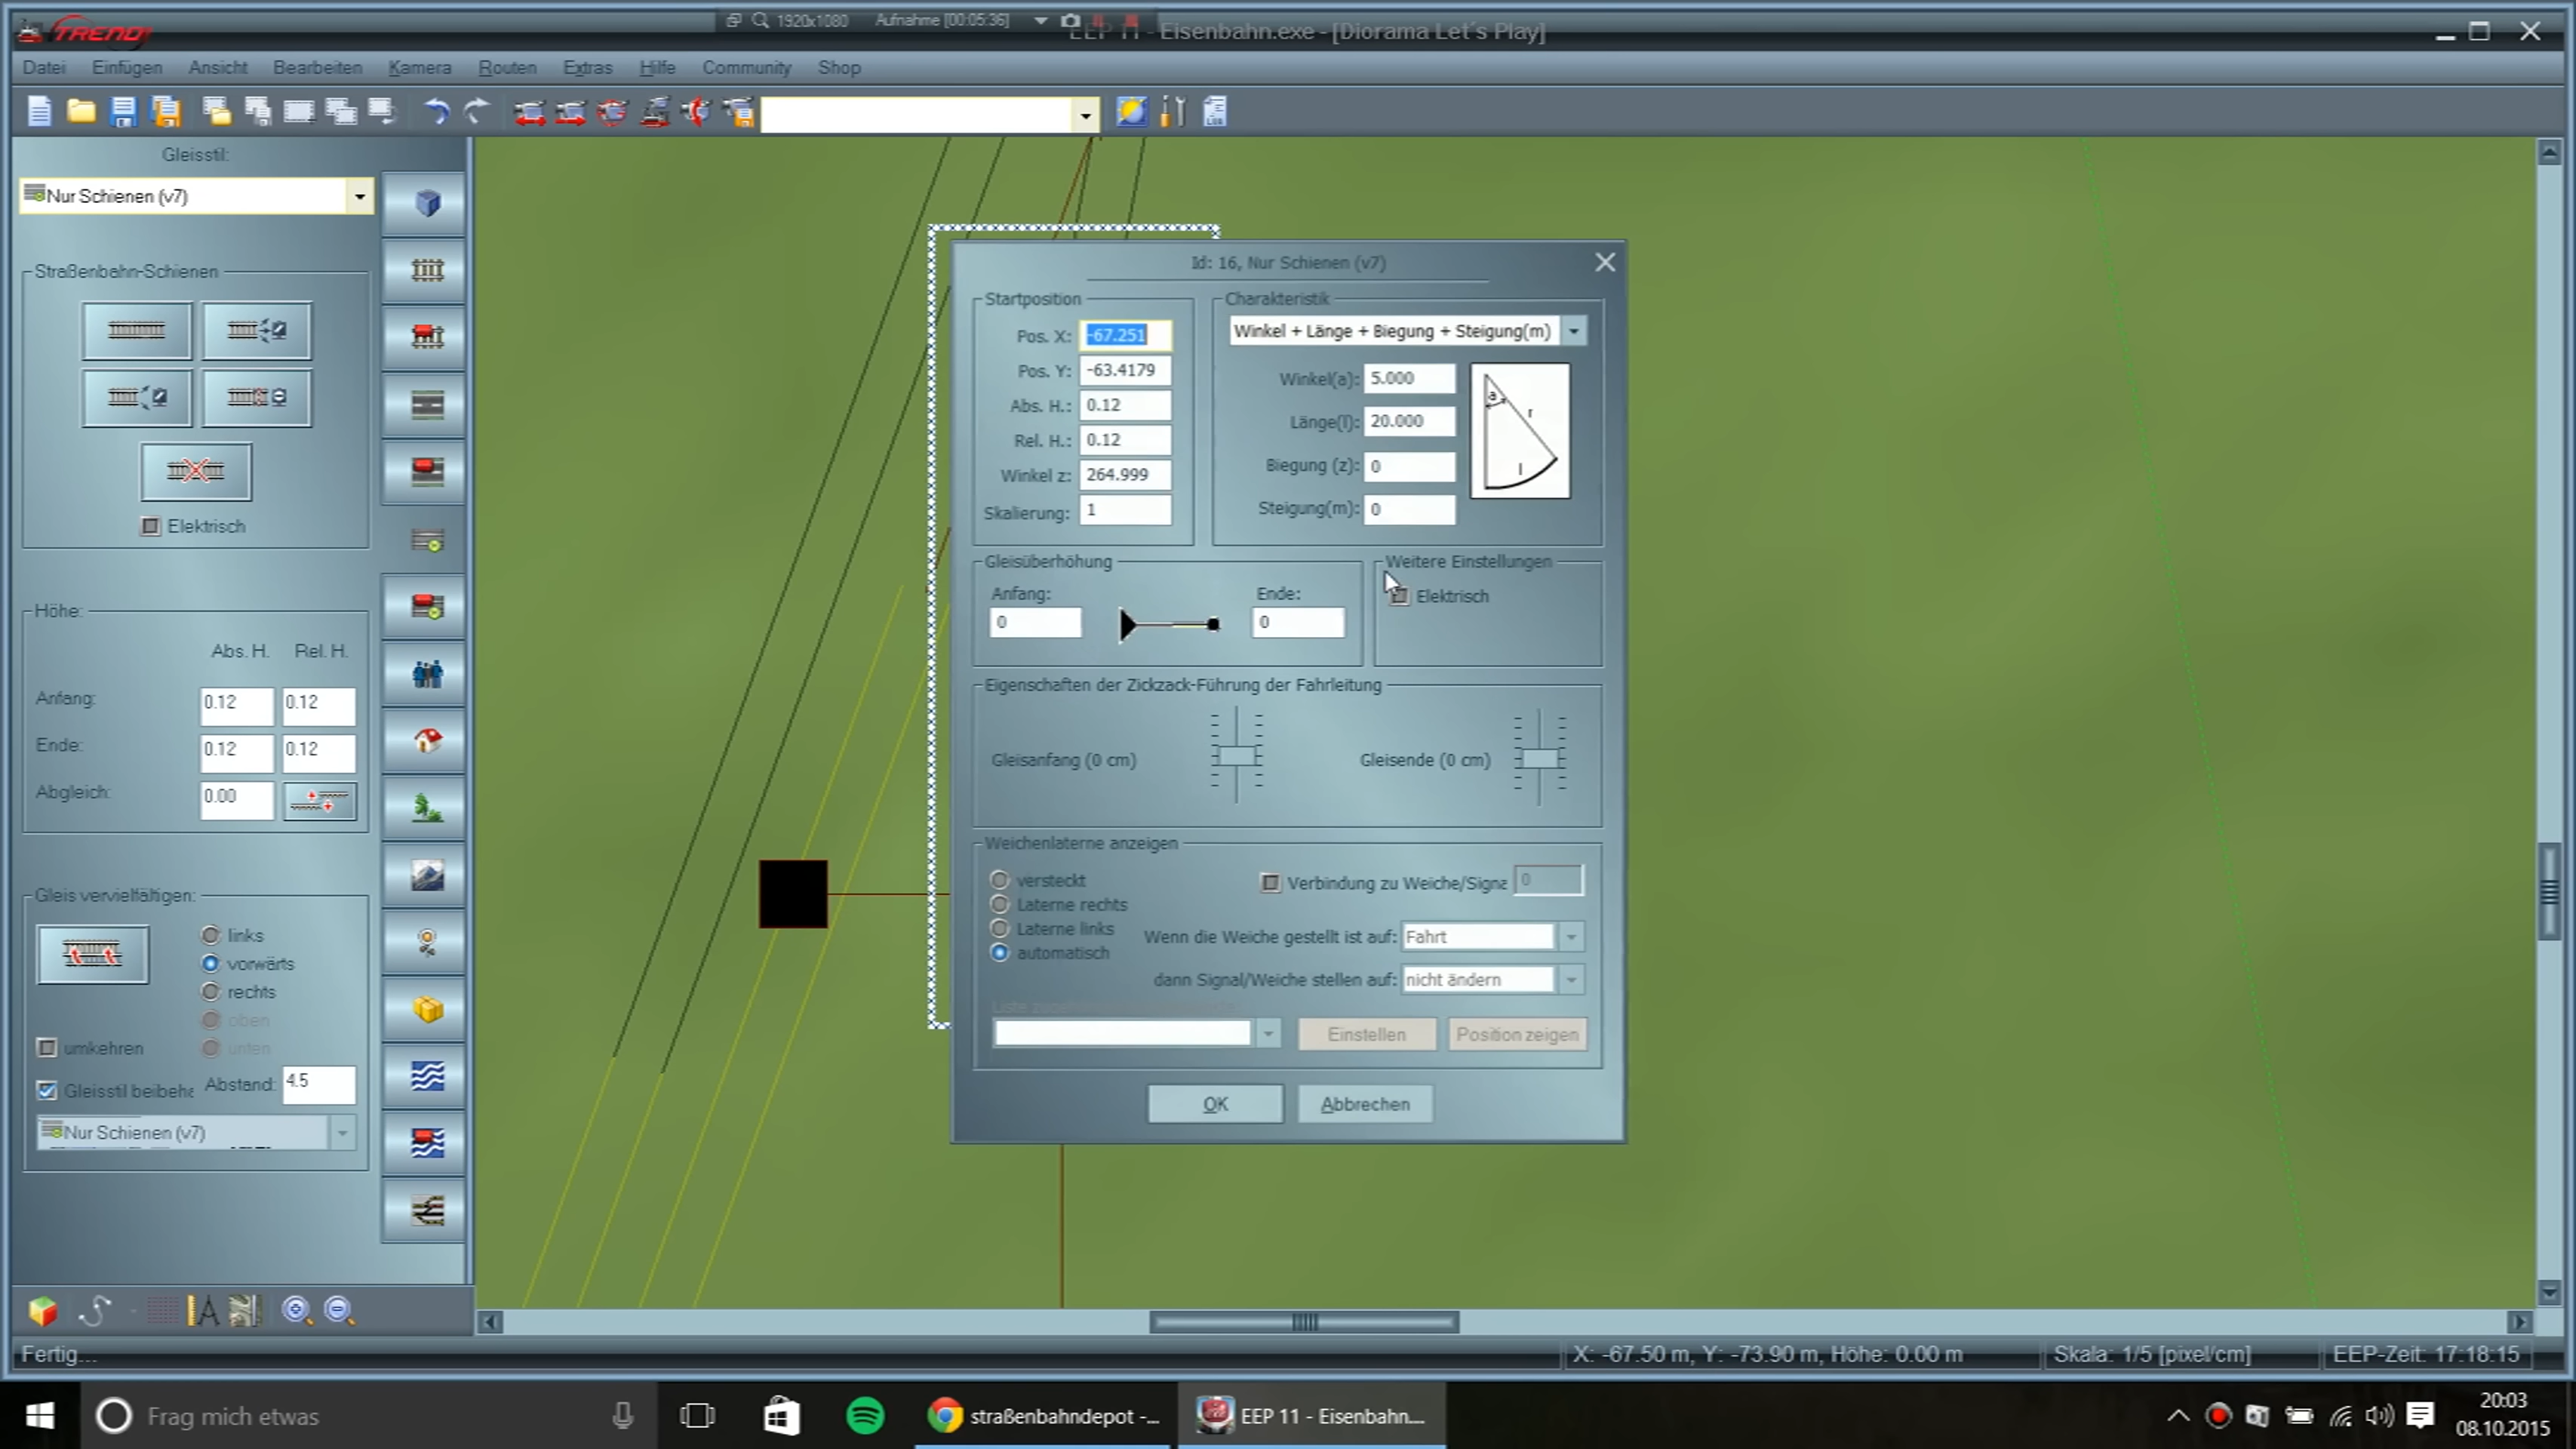 1920x1080 Aufnahme [00:05:36]
TREND
EEP 11 - Eisenbahn.exe - [Diorama Let´s Play]
Datei Einfügen Ansicht Bearbeiten Kamera Routen Extras Hilfe Community Shop
Gleisstil:
Nur Schienen (v7)
Straßenbahn-Schienen
Elektrisch
Höhe:
Abs. H. Rel. H.
Anfang: 0.12 0.12
Ende: 0.12 0.12
Abgleich: 0.00
Gleis vervielfältigen:
links
vorwärts
rechts
oben
umkehren unten
Gleisstil beibehe Abstand: 4.5
Nur Schienen (v7)
Id: 16, Nur Schienen (v7)
Startposition
Pos. X: -67.251
Pos. Y: -63.4179
Abs. H.: 0.12
Rel. H.: 0.12
Winkel z: 264.999
Skalierung: 1
Charakteristik
Winkel + Länge + Biegung + Steigung(m)
Winkel(a): 5.000
Länge(l): 20.000
Biegung (z): 0
Steigung(m): 0
a
r
l
Gleisüberhöhung
Anfang: Ende:
0 0
Weitere Einstellungen
Elektrisch
Eigenschaften der Zickzack-Führung der Fahrleitung
Gleisanfang (0 cm) Gleisende (0 cm)
Weichenlaterne anzeigen
versteckt
Laterne rechts
Laterne links
automatisch
Verbindung zu Weiche/Signa 0
Wenn die Weiche gestellt ist auf: Fahrt
dann Signal/Weiche stellen auf: nicht ändern
Liste
Einstellen Position zeigen
OK Abbrechen
Fertig... X: -67.50 m, Y: -73.90 m, Höhe: 0.00 m Skala: 1/5 [pixel/cm] EEP-Zeit: 17:18:15
Frag mich etwas straßenbahndepot -... EEP 11 - Eisenbahn....
20:03
08.10.2015